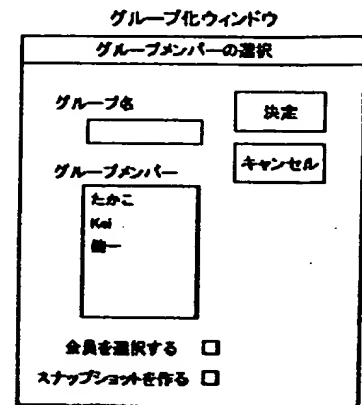 グループ化ウィンドウ
グループメンバーの選択
グループ名
決定
グループメンバー
キャンセル
たかこ
Kei
健一
全員を選択する
スナップショットを作る